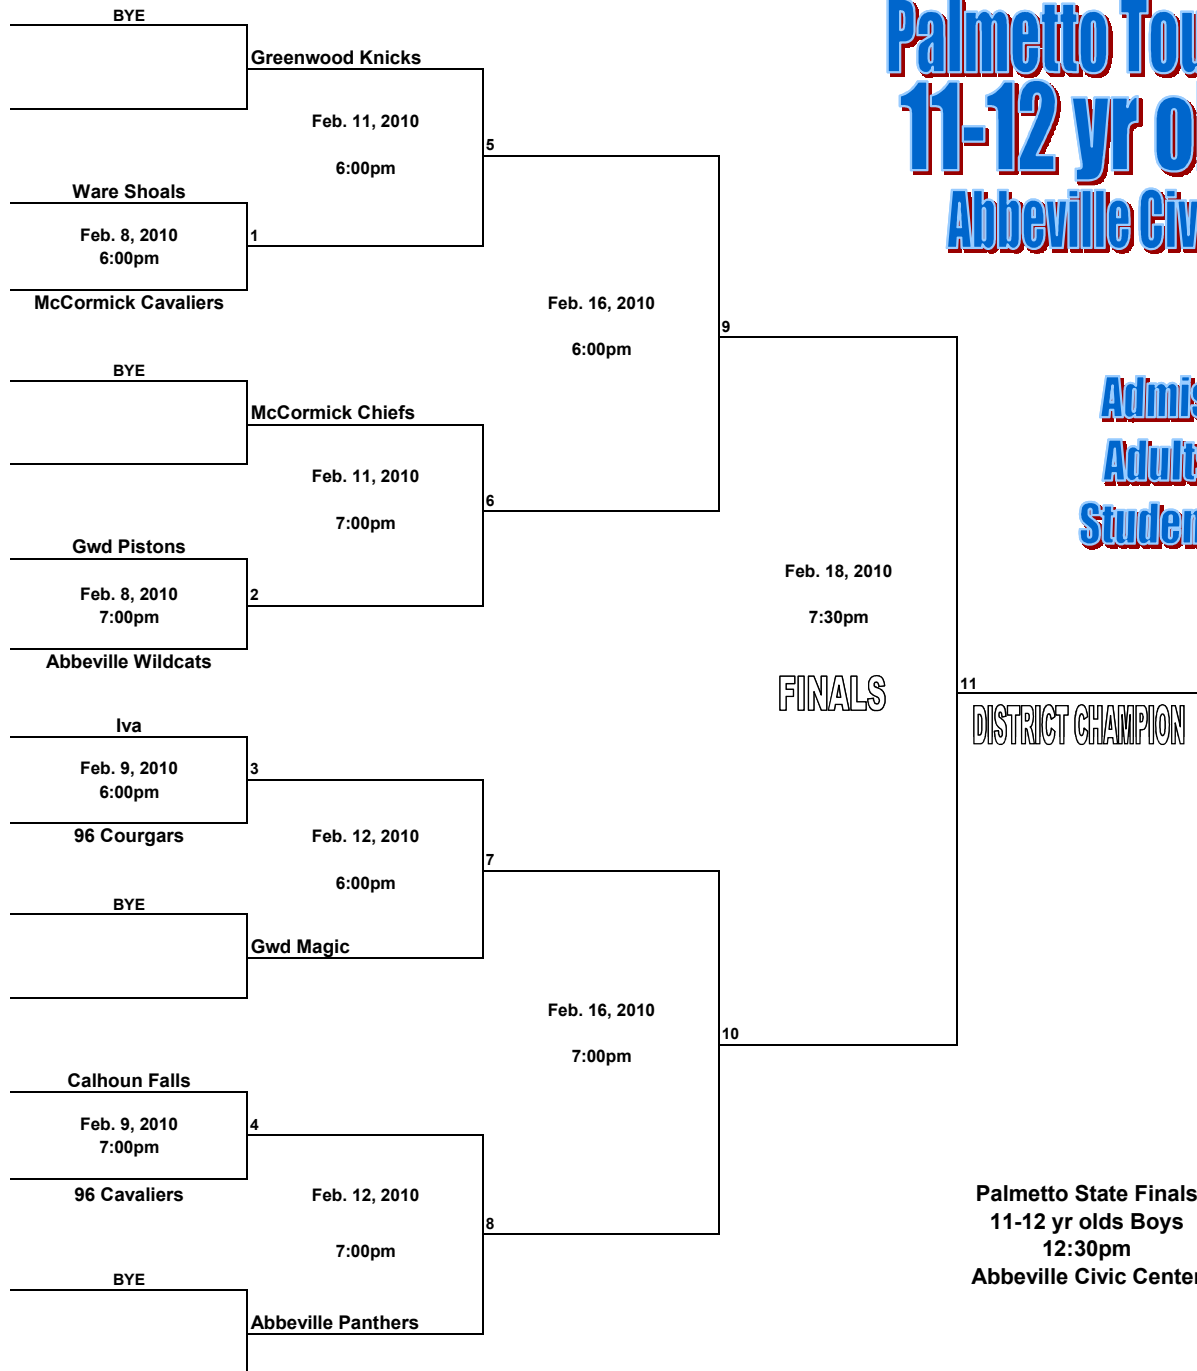 BYE
Greenwood Knicks
Feb. 11, 2010
6:00pm
5
Ware Shoals
Feb. 8, 2010
6:00pm
1
McCormick Cavaliers
Feb. 16, 2010
6:00pm
9
BYE
McCormick Chiefs
Feb. 11, 2010
7:00pm
6
Gwd Pistons
Feb. 8, 2010
7:00pm
2
Abbeville Wildcats
Feb. 18, 2010
7:30pm
FINALS
11
DISTRICT CHAMPION
Iva
Feb. 9, 2010
6:00pm
3
96 Courgars
Feb. 12, 2010
6:00pm
7
BYE
Gwd Magic
Feb. 16, 2010
7:00pm
10
Calhoun Falls
Feb. 9, 2010
7:00pm
4
96 Cavaliers
Feb. 12, 2010
7:00pm
8
BYE
Abbeville Panthers
Palmetto Tou
11-12 yr ol
Abbeville Civ
Admis
Adult
Studen
Palmetto State Finals
11-12 yr olds Boys
12:30pm
Abbeville Civic Center